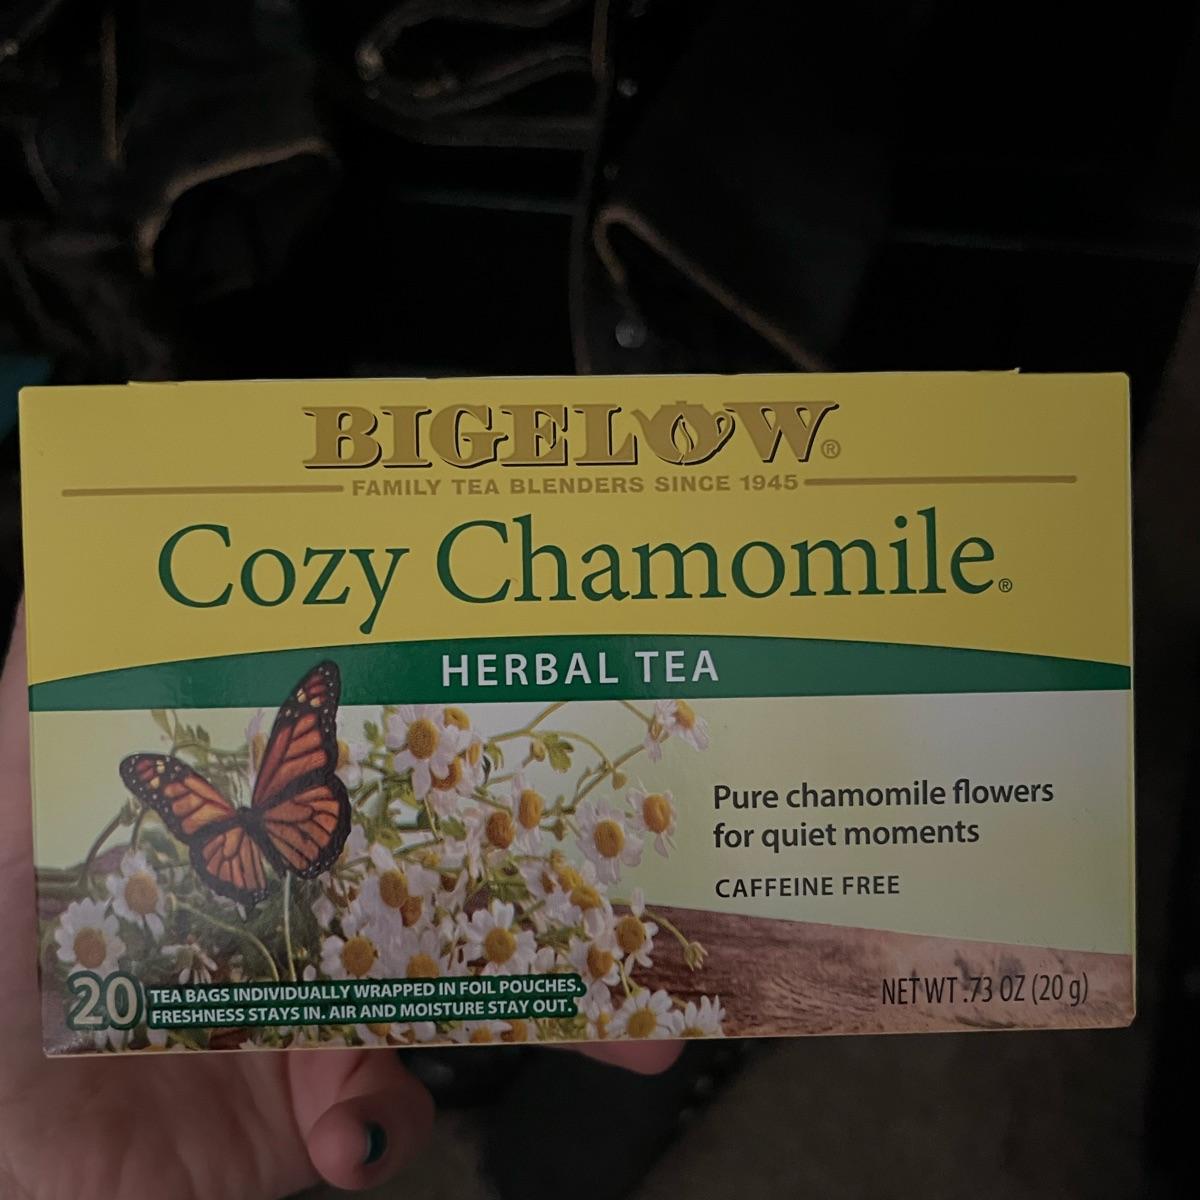 BIGELOW®
FAMILY TEA BLENDERS SINCE 1945
Cozy Chamomile®
HERBAL TEA
Pure chamomile flowers
for quiet moments
CAFFEINE FREE
20 TEA BAGS INDIVIDUALLY WRAPPED IN FOIL POUCHES.
FRESHNESS STAYS IN. AIR AND MOISTURE STAY OUT.
NET WT .73 OZ (20 g)